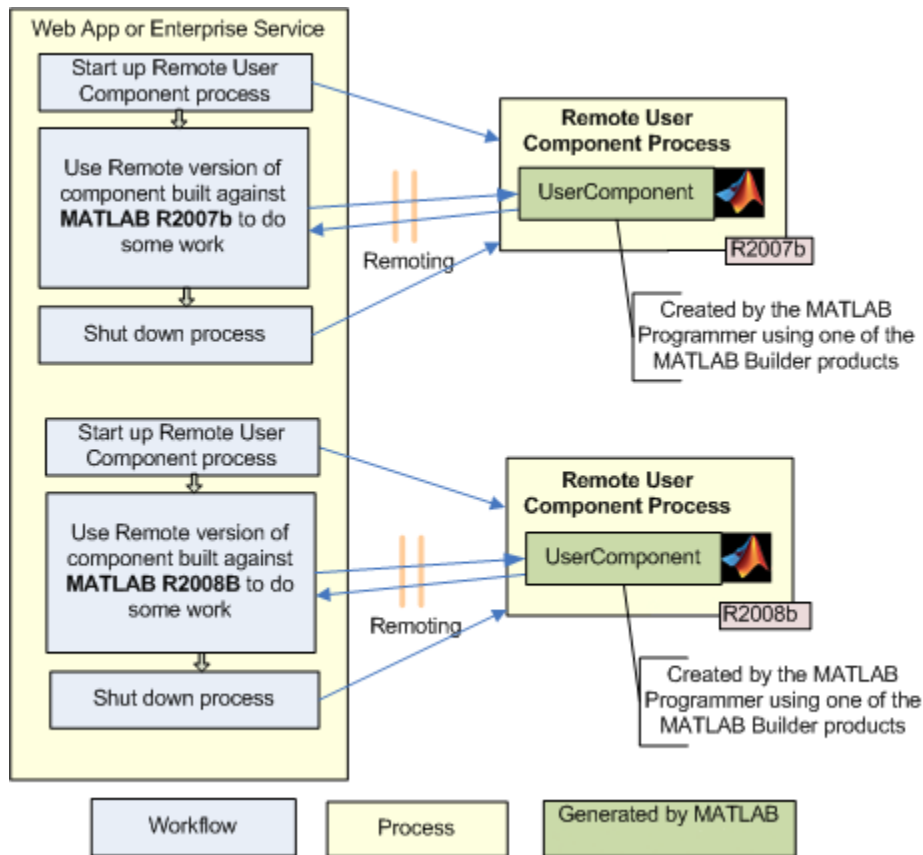 Web App or Enterprise Service
Start up Remote User
Component process
Use Remote version of
component built against
MATLAB R2007b to do
some work
Shut down process
Remoting
Remote User
Component Process
UserComponent
R2007b
Created by the MATLAB
Programmer using one of the
MATLAB Builder products
Start up Remote User
Component process
Use Remote version of
component built against
MATLAB R2008B to do
some work
Shut down process
Remoting
Remote User
Component Process
UserComponent
R2008b
Created by the MATLAB
Programmer using one of the
MATLAB Builder products
Workflow
Process
Generated by MATLAB